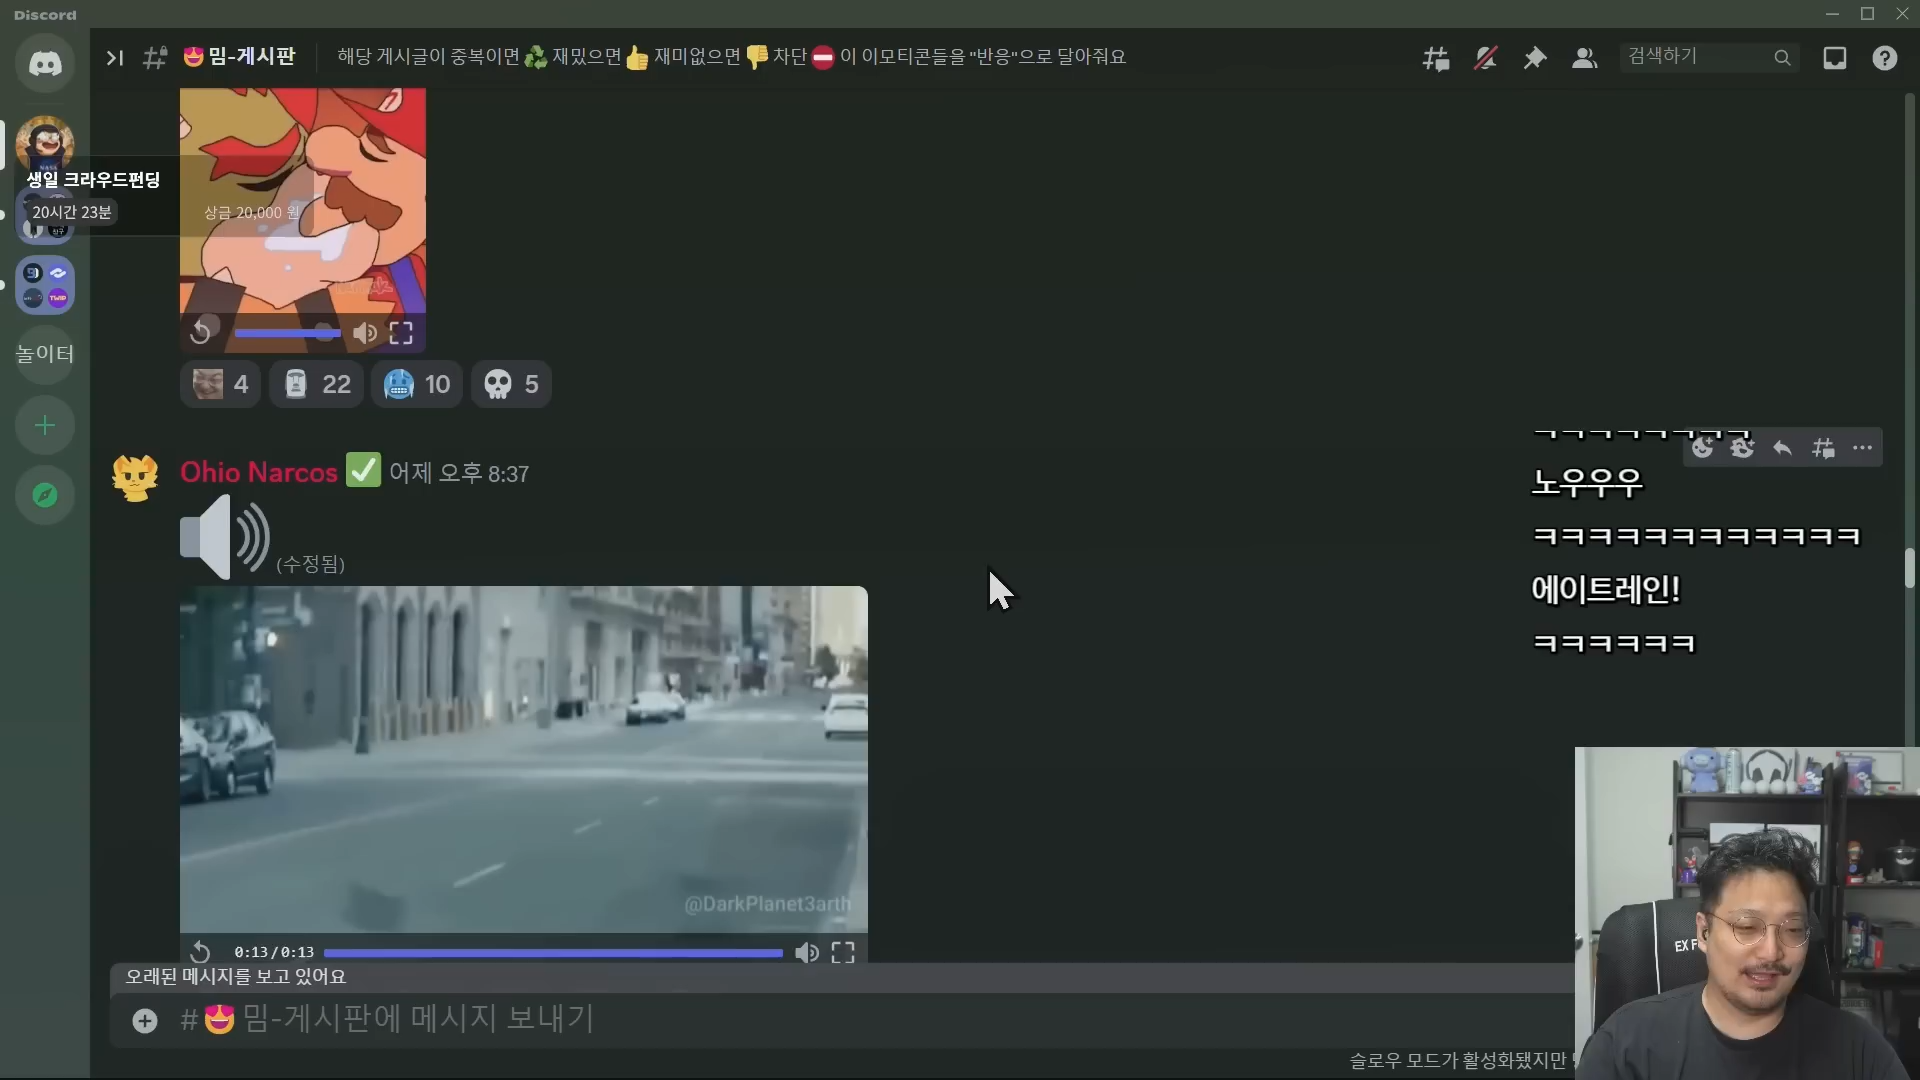 Discord
밈-게시판
해당 게시글이 중복이면 재밌으면 재미없으면 차단 이 이모티콘들을 "반응"으로 달아줘요
검색하기
생일 크라우드펀딩
20시간 23분
상금 20,000 원
놀이터
4
22
10
5
Ohio Narcos 어제 오후 8:37
(수정됨)
노우우우
ㅋㅋㅋㅋㅋㅋㅋㅋㅋㅋㅋㅋ
에이트레인!
ㅋㅋㅋㅋㅋㅋ
@DarkPlanet3arth
0:13/0:13
오래된 메시지를 보고 있어요
#밈-게시판에 메시지 보내기
슬로우 모드가 활성화됐지만
EX